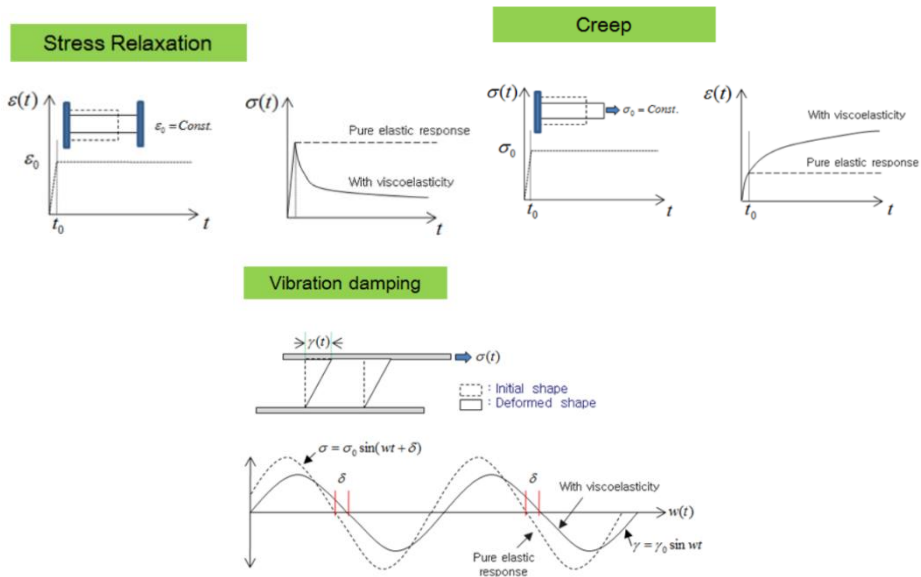 Stress Relaxation
ε(t)
ε₀ = Const.
ε₀
t₀
t
σ(t)
Pure elastic response
With viscoelasticity
t
Creep
σ(t)
σ₀ = Const.
σ₀
t₀
t
ε(t)
With viscoelasticity
Pure elastic response
t₀
t
Vibration damping
γ(t)
σ(t)
: Initial shape
: Deformed shape
σ = σ₀ sin(wt + δ)
δ
δ
With viscoelasticity
w(t)
Pure elastic
response
γ = γ₀ sin wt